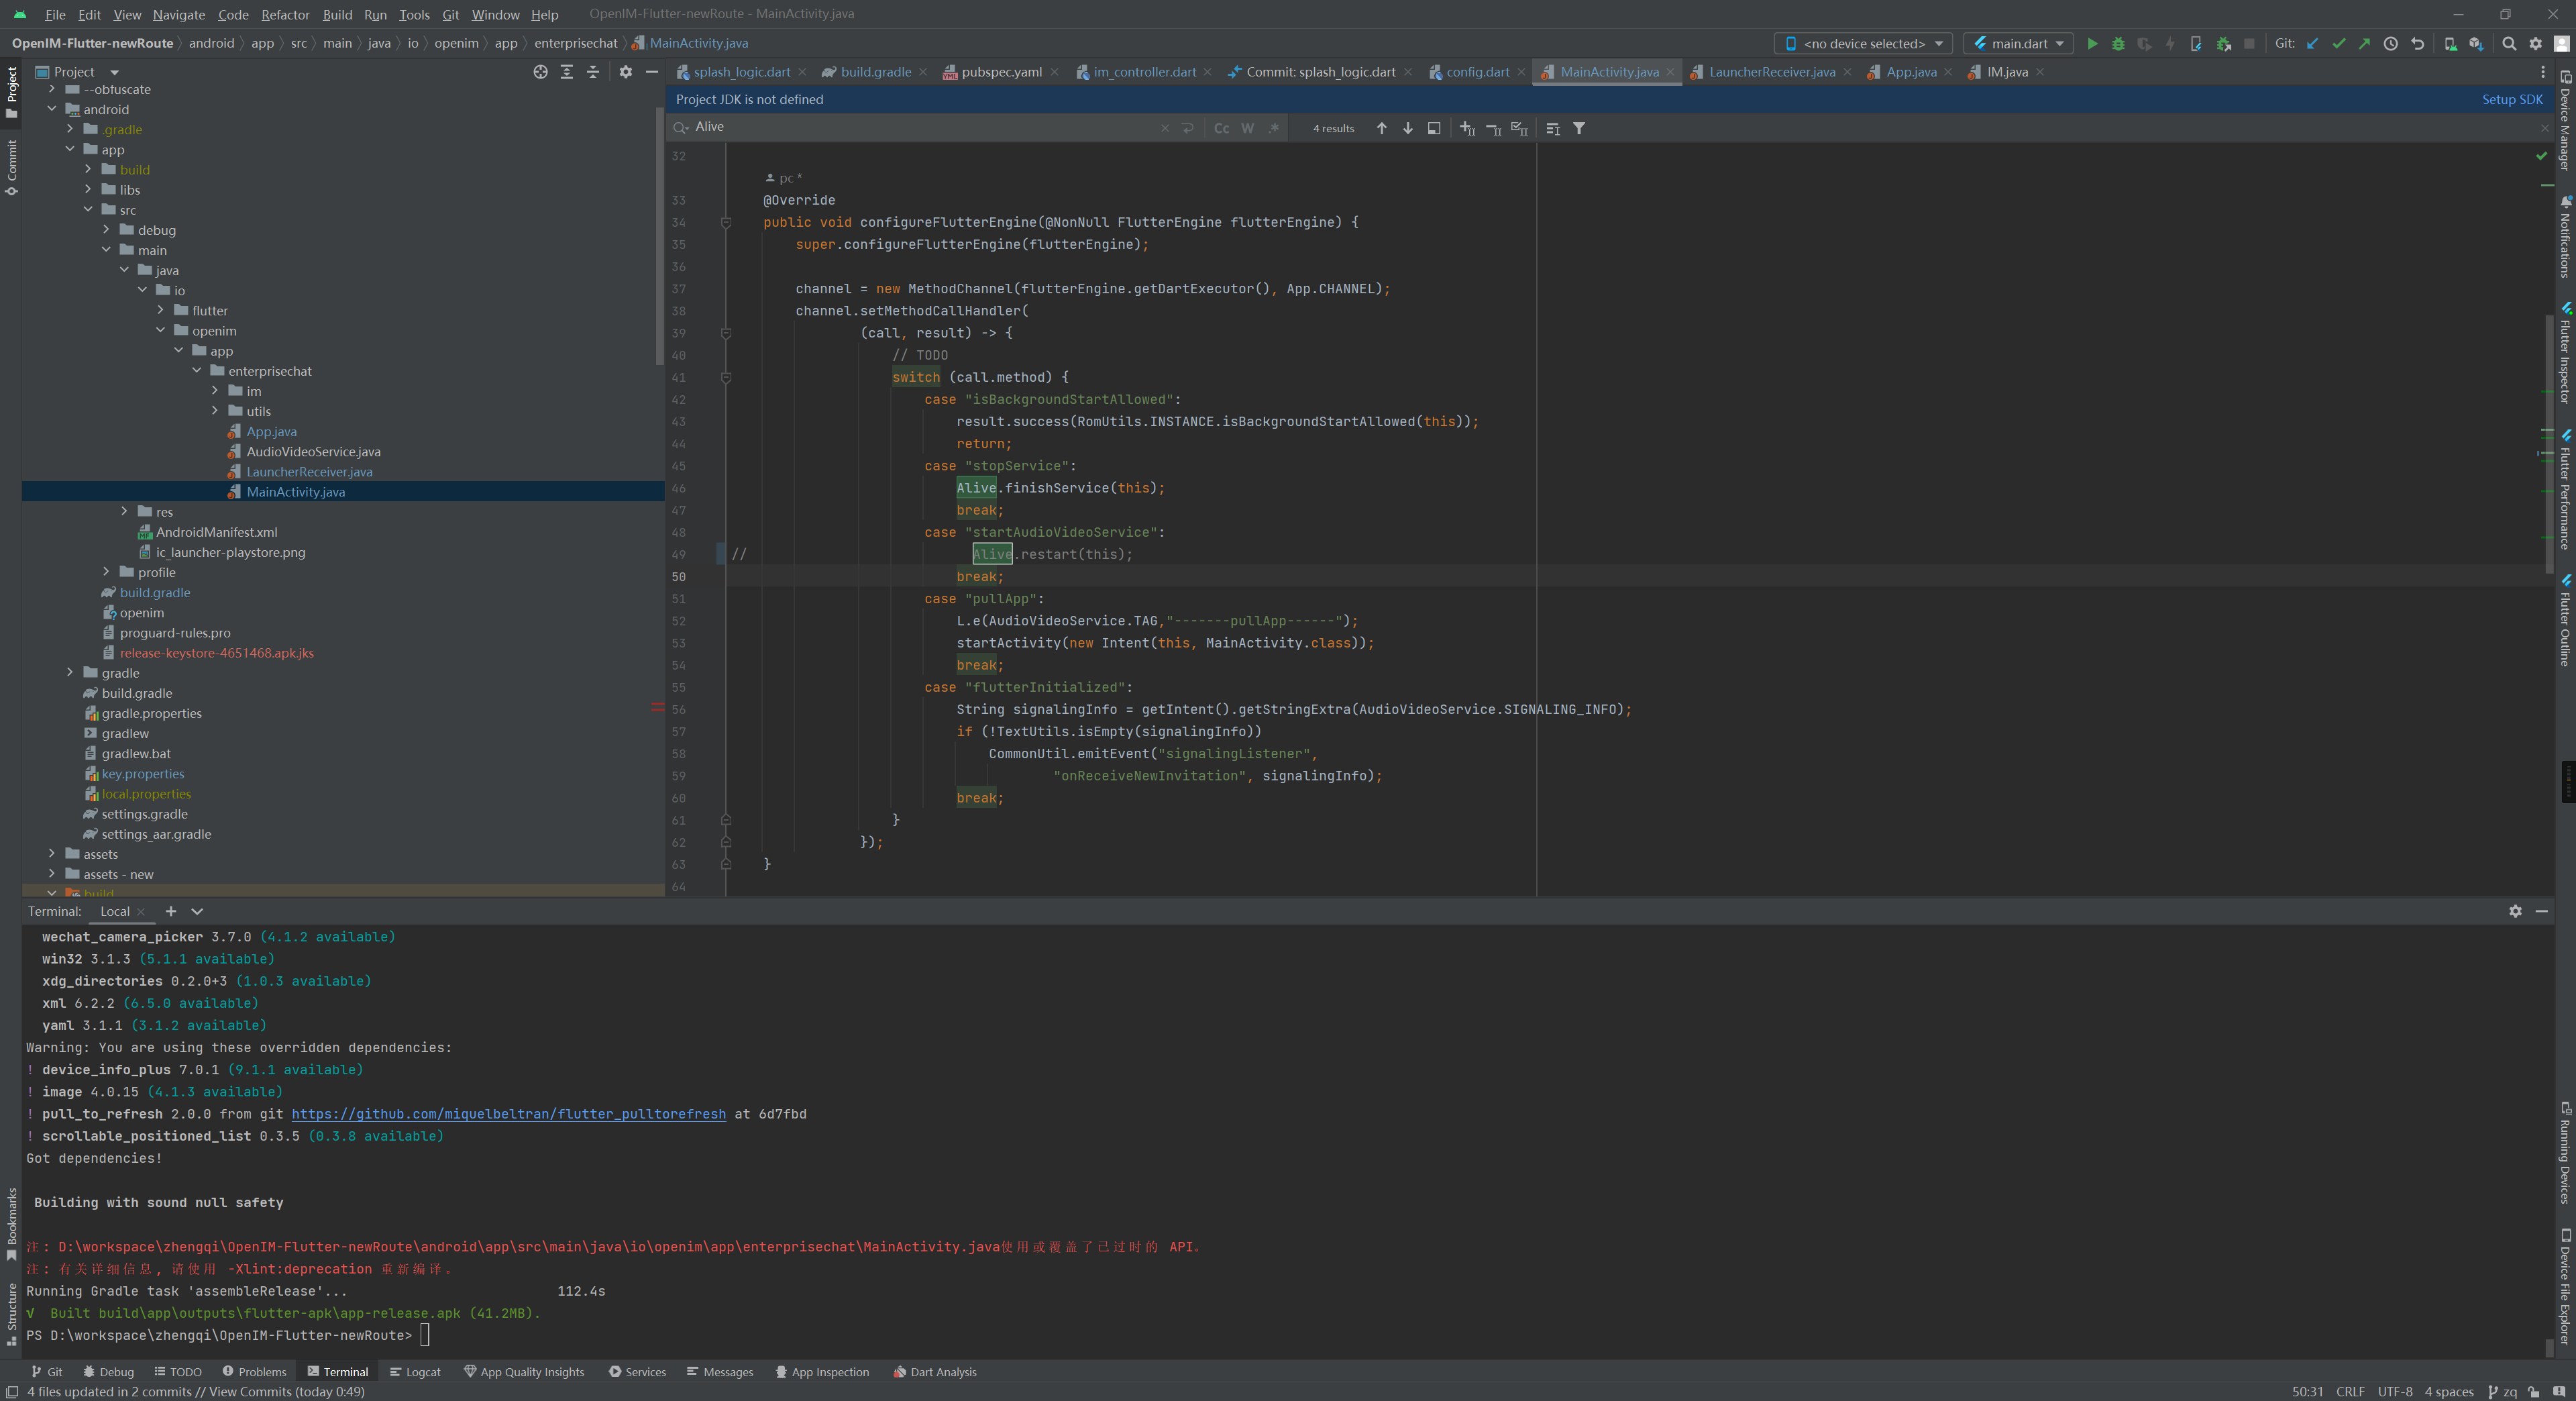 File Edit View Navigate Code Refactor Build Run Tools Git Window Help OpenIM-Flutter-newRoute - MainActivity.java
OpenIM-Flutter-newRoute android app src main java io openim app enterprisechat MainActivity.java <no device selected> main.dart Git:
Project
splash_logic.dart build.gradle pubspec.yaml im_controller.dart Commit: splash_logic.dart config.dart MainActivity.java LauncherReceiver.java App.java IM.java
Project JDK is not defined Setup SDK
Alive Cc W .* 4 results
--obfuscate
android
.gradle
app
build
libs
src
debug
main
java
io
flutter
openim
app
enterprisechat
im
utils
App.java
AudioVideoService.java
LauncherReceiver.java
MainActivity.java
res
AndroidManifest.xml
ic_launcher-playstore.png
profile
build.gradle
openim
proguard-rules.pro
release-keystore-4651468.apk.jks
gradle
build.gradle
gradle.properties
gradlew
gradlew.bat
key.properties
local.properties
settings.gradle
settings_aar.gradle
assets
assets - new
build
32
pc *
33 @Override
34 public void configureFlutterEngine(@NonNull FlutterEngine flutterEngine) {
35 super.configureFlutterEngine(flutterEngine);
36
37 channel = new MethodChannel(flutterEngine.getDartExecutor(), App.CHANNEL);
38 channel.setMethodCallHandler(
39 (call, result) -> {
40 // TODO
41 switch (call.method) {
42 case "isBackgroundStartAllowed":
43 result.success(RomUtils.INSTANCE.isBackgroundStartAllowed(this));
44 return;
45 case "stopService":
46 Alive.finishService(this);
47 break;
48 case "startAudioVideoService":
49 // Alive.restart(this);
50 break;
51 case "pullApp":
52 L.e(AudioVideoService.TAG,"-------pullApp------");
53 startActivity(new Intent(this, MainActivity.class));
54 break;
55 case "flutterInitialized":
56 String signalingInfo = getIntent().getStringExtra(AudioVideoService.SIGNALING_INFO);
57 if (!TextUtils.isEmpty(signalingInfo))
58 CommonUtil.emitEvent("signalingListener",
59 "onReceiveNewInvitation", signalingInfo);
60 break;
61 }
62 });
63 }
64
Terminal: Local
wechat_camera_picker 3.7.0 (4.1.2 available)
win32 3.1.3 (5.1.1 available)
xdg_directories 0.2.0+3 (1.0.3 available)
xml 6.2.2 (6.5.0 available)
yaml 3.1.1 (3.1.2 available)
Warning: You are using these overridden dependencies:
! device_info_plus 7.0.1 (9.1.1 available)
! image 4.0.15 (4.1.3 available)
! pull_to_refresh 2.0.0 from git https://github.com/miquelbeltran/flutter_pulltorefresh at 6d7fbd
! scrollable_positioned_list 0.3.5 (0.3.8 available)
Got dependencies!
Building with sound null safety
注: D:\workspace\zhengqi\OpenIM-Flutter-newRoute\android\app\src\main\java\io\openim\app\enterprisechat\MainActivity.java使用或覆盖了已过时的 API。
注: 有关详细信息, 请使用 -Xlint:deprecation 重新编译。
Running Gradle task 'assembleRelease'... 112.4s
√ Built build\app\outputs\flutter-apk\app-release.apk (41.2MB).
PS D:\workspace\zhengqi\OpenIM-Flutter-newRoute>
Git Debug TODO Problems Terminal Logcat App Quality Insights Services Messages App Inspection Dart Analysis
4 files updated in 2 commits // View Commits (today 0:49) 50:31 CRLF UTF-8 4 spaces zq
Project
Commit
Bookmarks
Structure
Device Manager
Notifications
Flutter Inspector
Flutter Performance
Flutter Outline
Running Devices
Device File Explorer